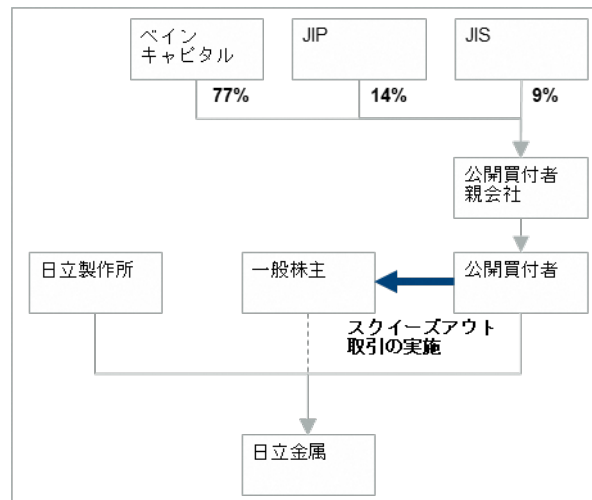 ベイン
キャピタル
JIP
JIS
77%
14%
9%
公開買付者
親会社
日立製作所
一般株主
公開買付者
スクイーズアウト
取引の実施
日立金属